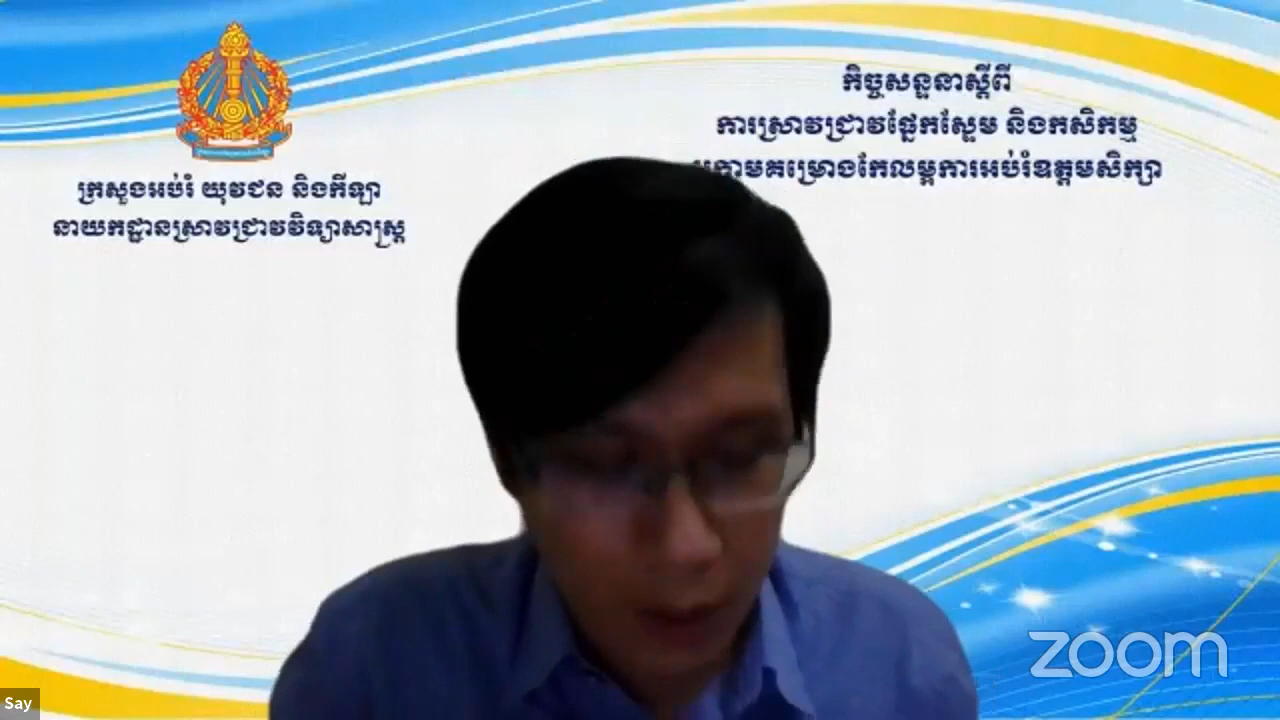 ក្រសួងអប់រំ យុវជន និងកីឡា
នាយកដ្ឋានស្រាវជ្រាវវិទ្យាសាស្ត្រ
កិច្ចសន្ទនាស្តីពី
ការស្រាវជ្រាវផ្នែកស្ទែម និងកសិកម្ម
គម្រោងកែលម្អការអប់រំឧត្តមសិក្សា
zoom
Say